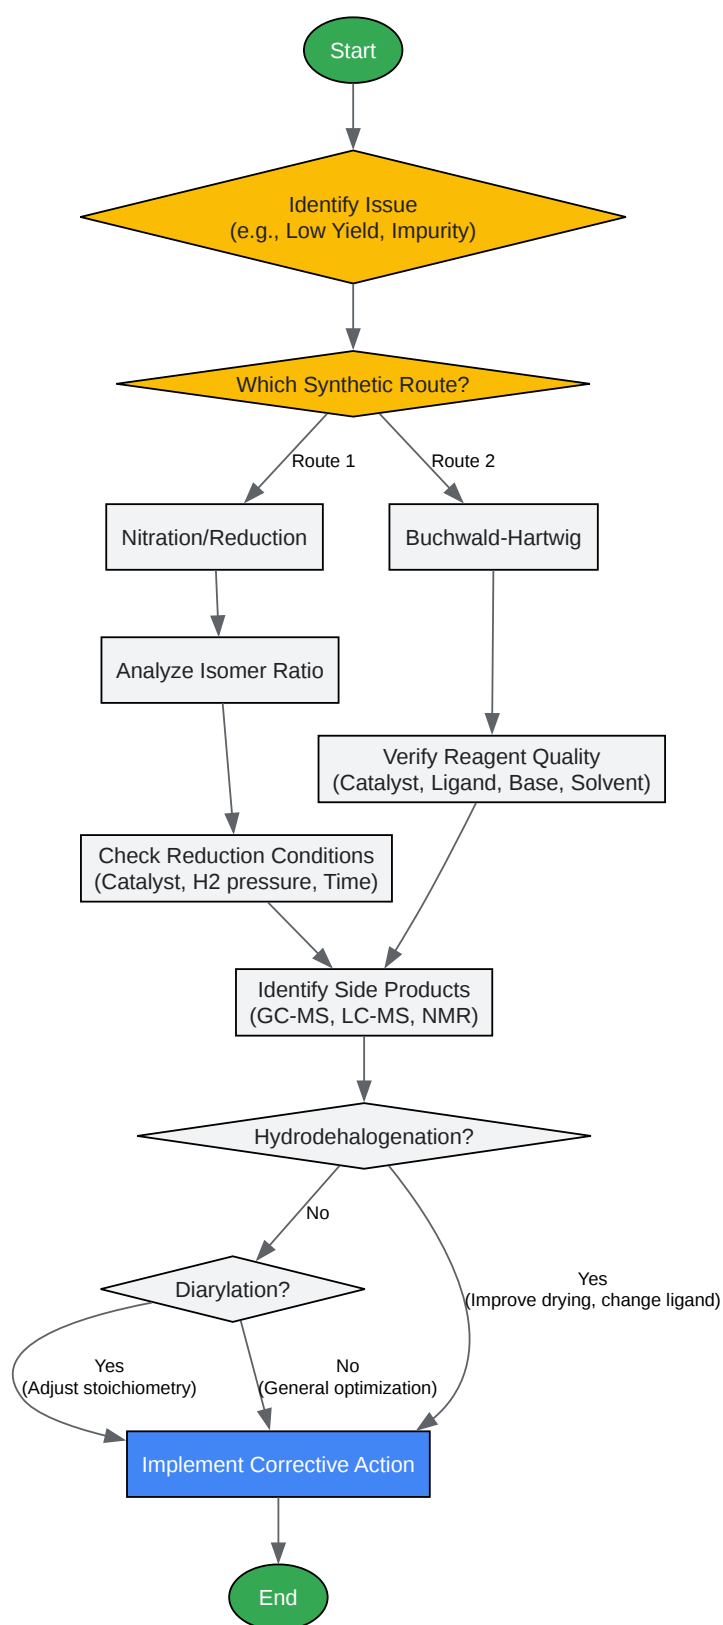 Start
Identify Issue
(e.g., Low Yield, Impurity)
Which Synthetic Route?
Route 1
Route 2
Nitration/Reduction
Buchwald-Hartwig
Analyze Isomer Ratio
Verify Reagent Quality
(Catalyst, Ligand, Base, Solvent)
Check Reduction Conditions
(Catalyst, H2 pressure, Time)
Identify Side Products
(GC-MS, LC-MS, NMR)
Hydrodehalogenation?
No
Yes
(Improve drying, change ligand)
Diarylation?
Yes
(Adjust stoichiometry)
No
(General optimization)
Implement Corrective Action
End